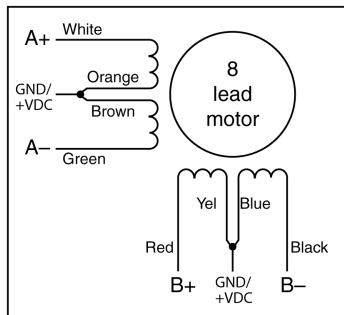 A+
White
8
lead
motor
Orange
GND/
+VDC
Brown
A–
Green
Yel
Blue
Red
Black
B+
GND/
+VDC
B–